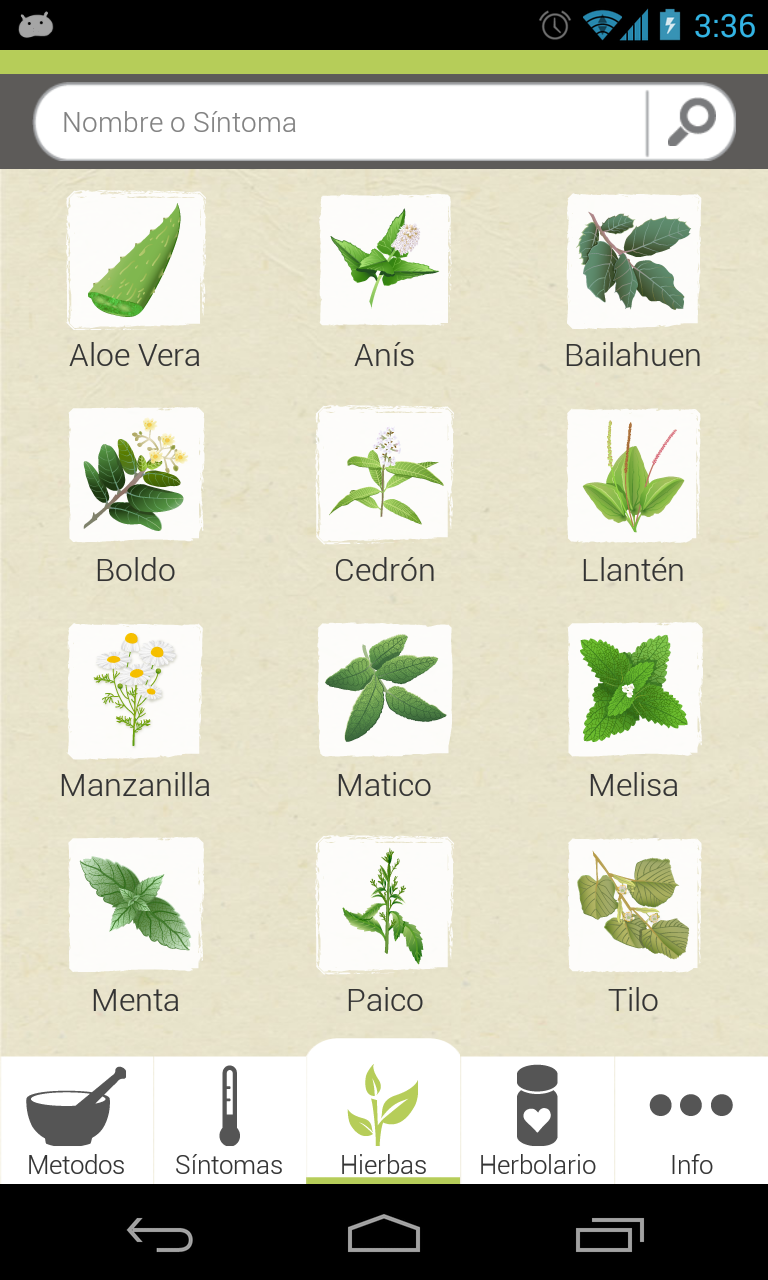 3:36
Nombre o Síntoma
Aloe Vera
Anís
Bailahuen
Boldo
Cedrón
Llantén
Manzanilla
Matico
Melisa
Menta
Paico
Tilo
Metodos
Síntomas
Hierbas
Herbolario
Info